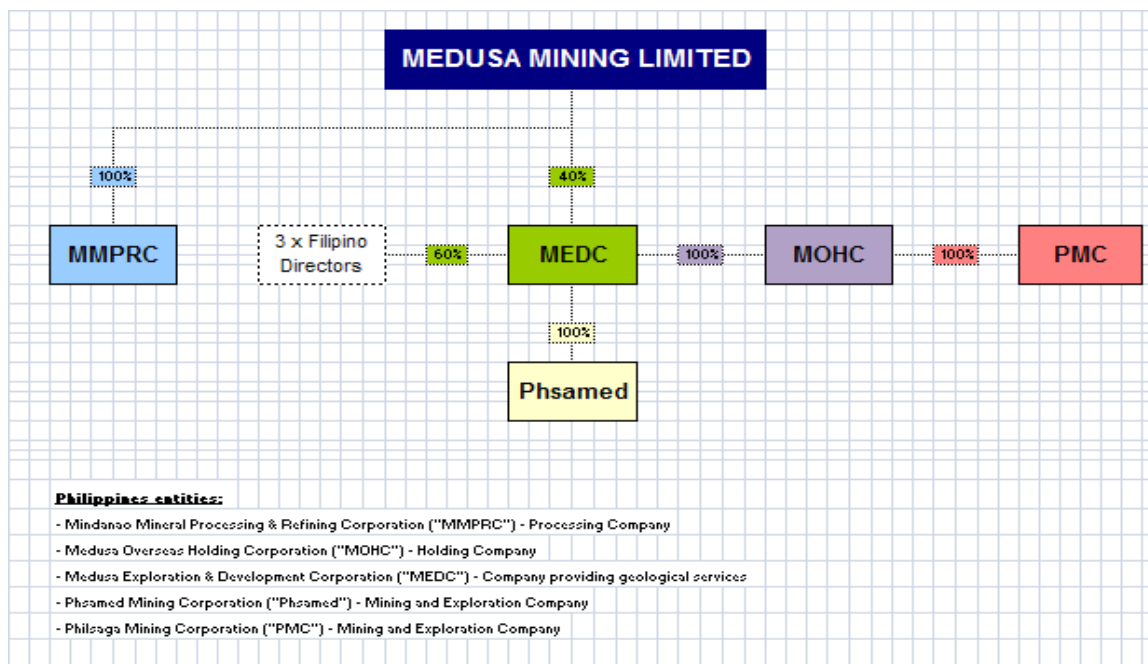 MEDUSA MINING LIMITED
100%
40%
MMPRC
3 x Filipino
Directors
60%
MEDC
100%
MOHC
100%
PMC
100%
Phsamed
Philippines entities:
- Mindanao Mineral Processing & Refining Corporation ("MMPRC") - Processing Company
- Medusa Overseas Holding Corporation ("MOHC") - Holding Company
- Medusa Exploration & Development Corporation ("MEDC") - Company providing geological services
- Phsamed Mining Corporation ("Phsamed") - Mining and Exploration Company
- Philsaga Mining Corporation ("PMC") - Mining and Exploration Company